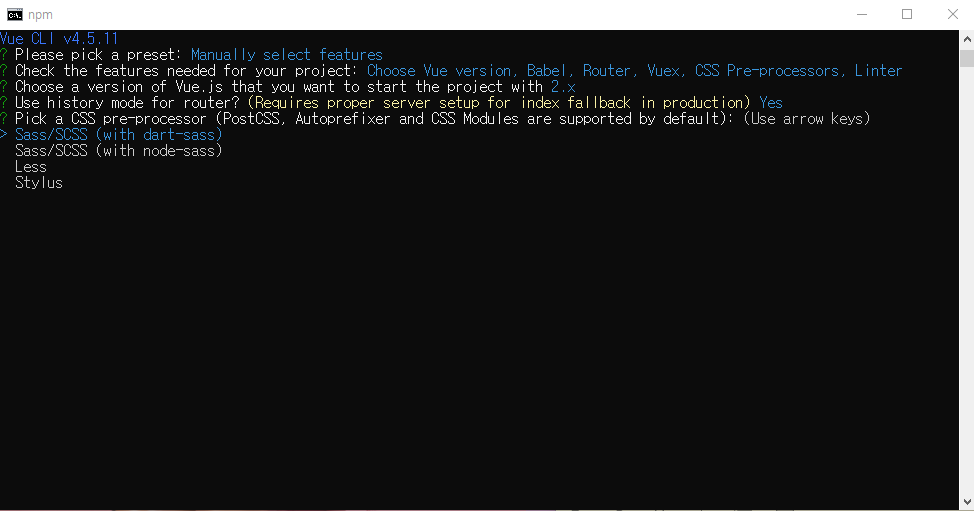 npm
Vue CLI v4.5.11
? Please pick a preset: Manually select features
? Check the features needed for your project: Choose Vue version, Babel, Router, Vuex, CSS Pre-processors, Linter
? Choose a version of Vue.js that you want to start the project with 2.x
? Use history mode for router? (Requires proper server setup for index fallback in production) Yes
? Pick a CSS pre-processor (PostCSS, Autoprefixer and CSS Modules are supported by default): (Use arrow keys)
> Sass/SCSS (with dart-sass)
Sass/SCSS (with node-sass)
Less
Stylus